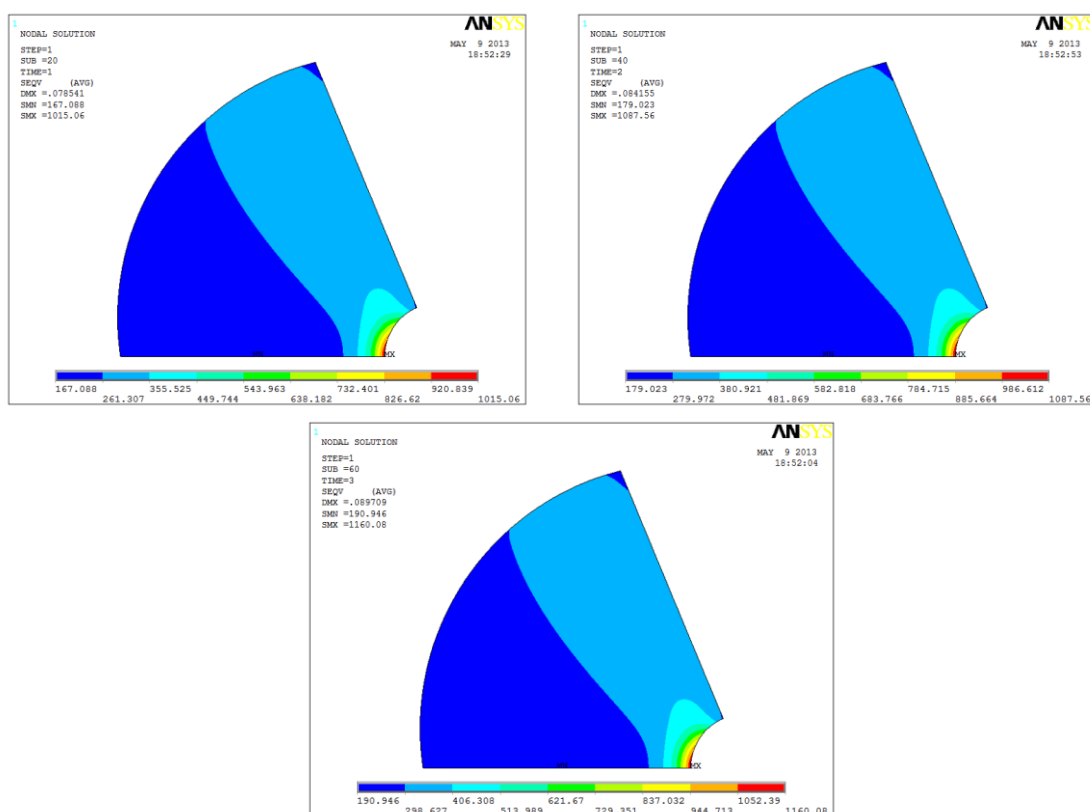 1
ANSYS
NODAL SOLUTION
MAY 9 2013
18:52:29
STEP=1
SUB =20
TIME=1
SEQV (AVG)
DMX =.078541
SMN =167.088
SMX =1015.06
MX
167.088 355.525 543.963 732.401 920.839
261.307 449.744 638.182 826.62 1015.06
1
ANSYS
NODAL SOLUTION
MAY 9 2013
18:52:53
STEP=1
SUB =40
TIME=2
SEQV (AVG)
DMX =.084155
SMN =179.023
SMX =1087.56
MX
179.023 380.921 582.818 784.715 986.612
279.972 481.869 683.766 885.664 1087.56
1
ANSYS
NODAL SOLUTION
MAY 9 2013
18:52:04
STEP=1
SUB =60
TIME=3
SEQV (AVG)
DMX =.089709
SMN =190.946
SMX =1160.08
MX
190.946 406.308 621.67 837.032 1052.39
298.627 513.989 729.351 944.713 1160.08